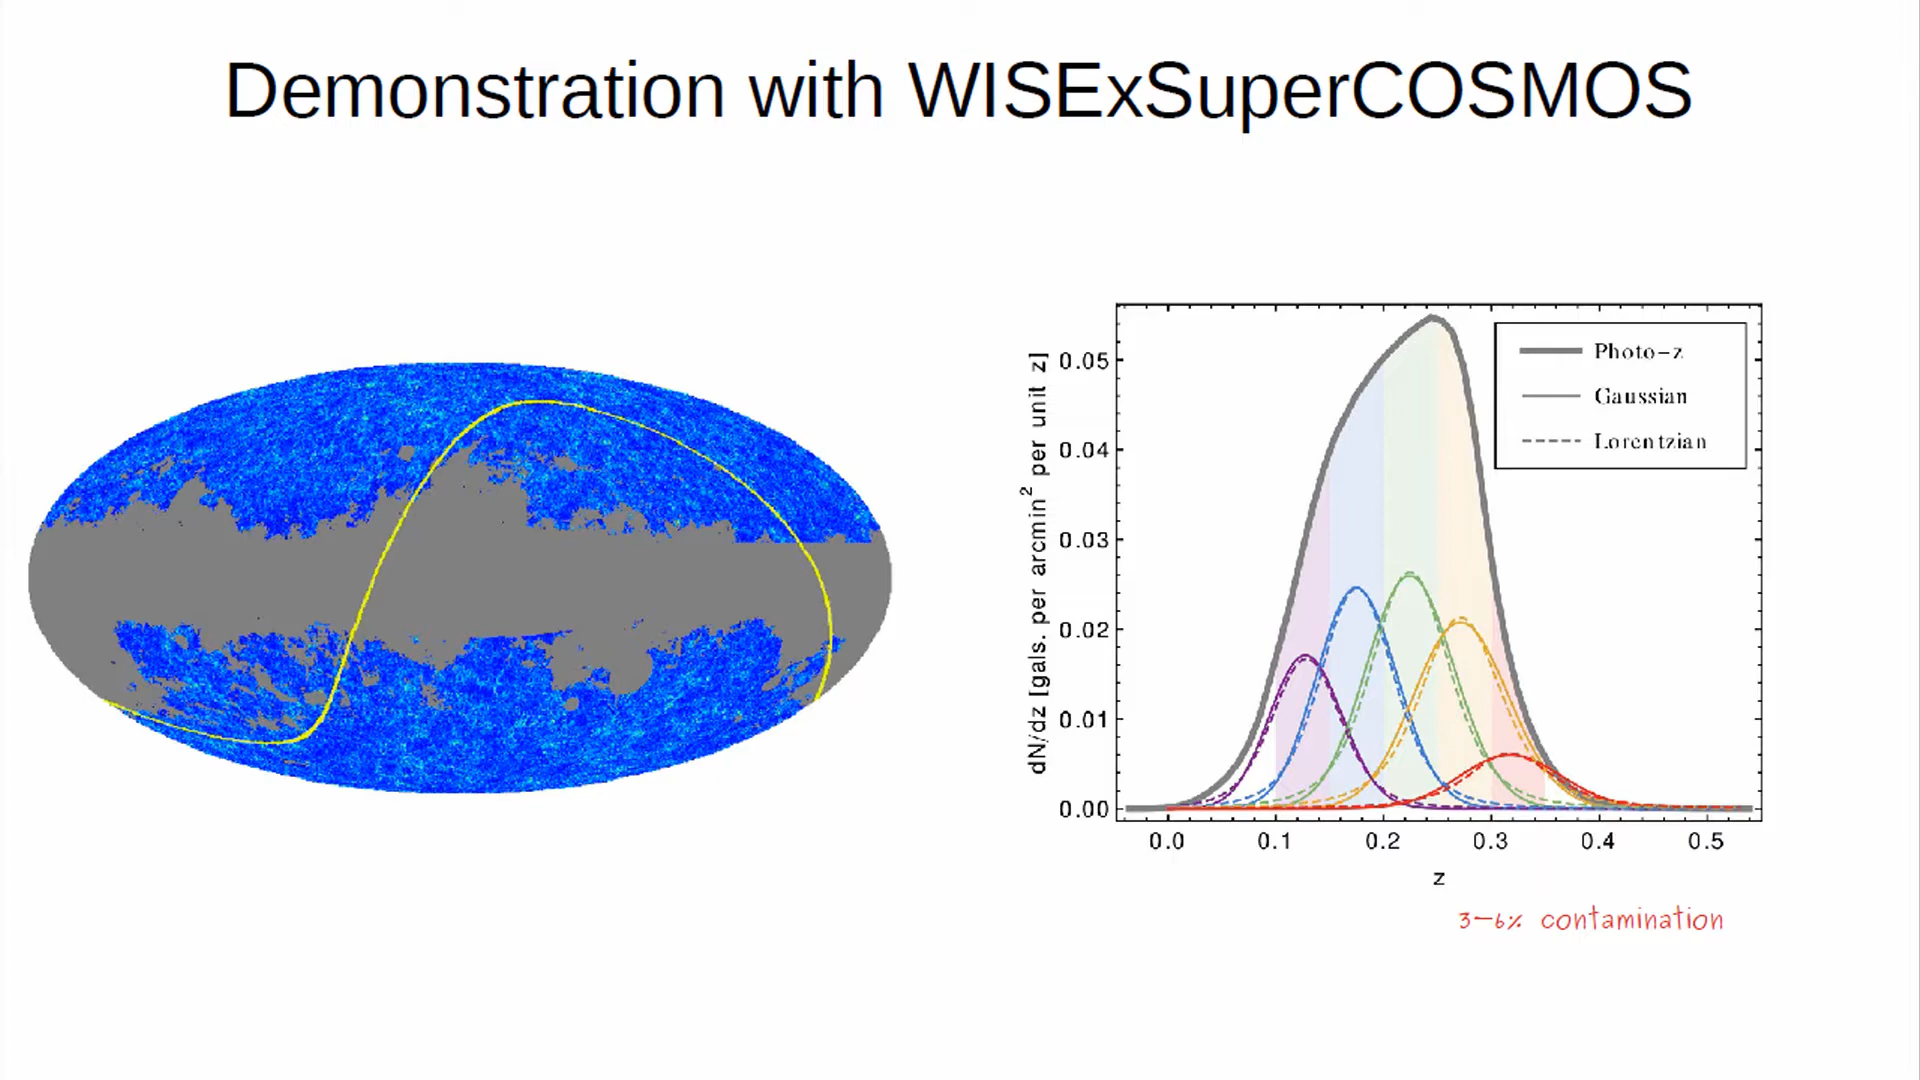 Demonstration with WISExSuperCOSMOS
dN/dz [gals. per arcmin² per unit z]
0.05
0.04
0.03
0.02
0.01
0.00
Photo-z
Gaussian
Lorentzian
0.0 0.1 0.2 0.3 0.4 0.5
z
3-6% contamination